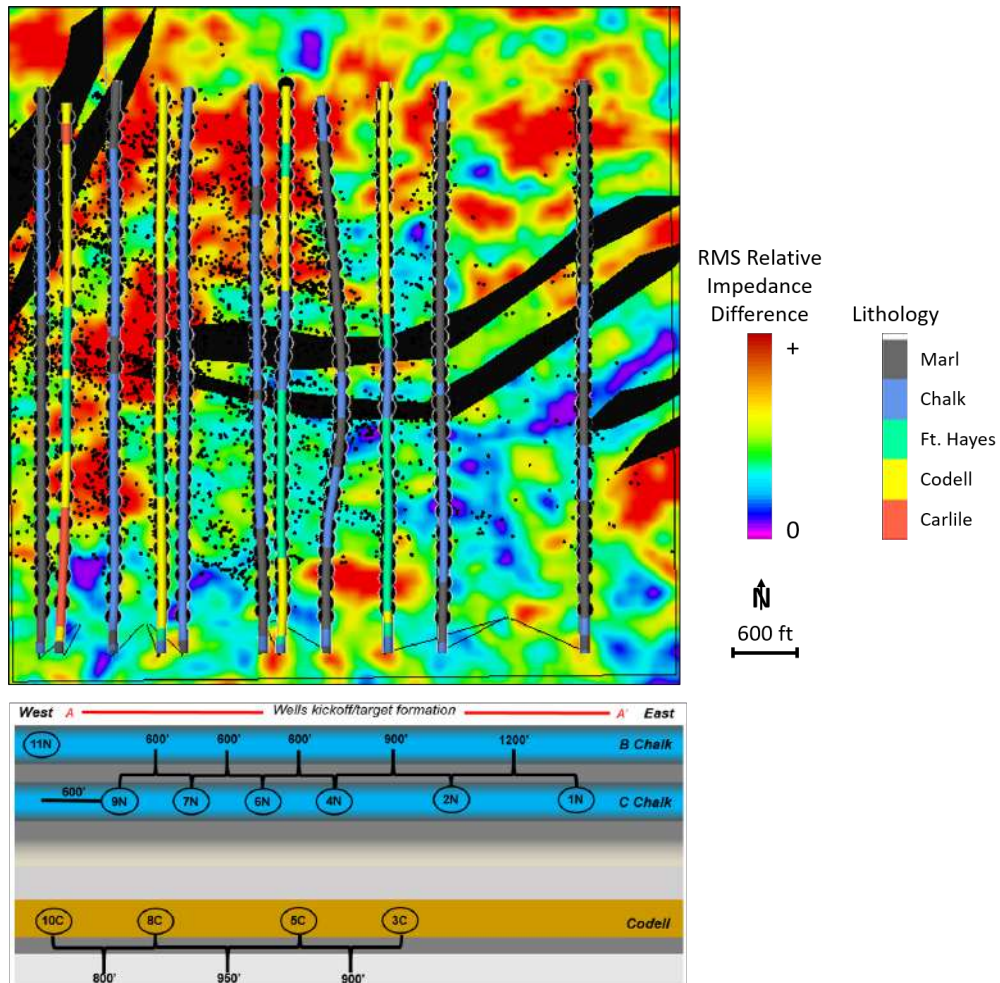 RMS Relative
Impedance
Difference
+
0
Lithology
Marl
Chalk
Ft. Hayes
Codell
Carlile
N
600 ft
West A Wells kickoff/target formation A' East
11N 600' 600' 800' 900' 1200' B Chalk
600' 9N 7N 6N 4N 2N 1N C Chalk
10C 8C 5C 3C Codell
800' 950' 900'